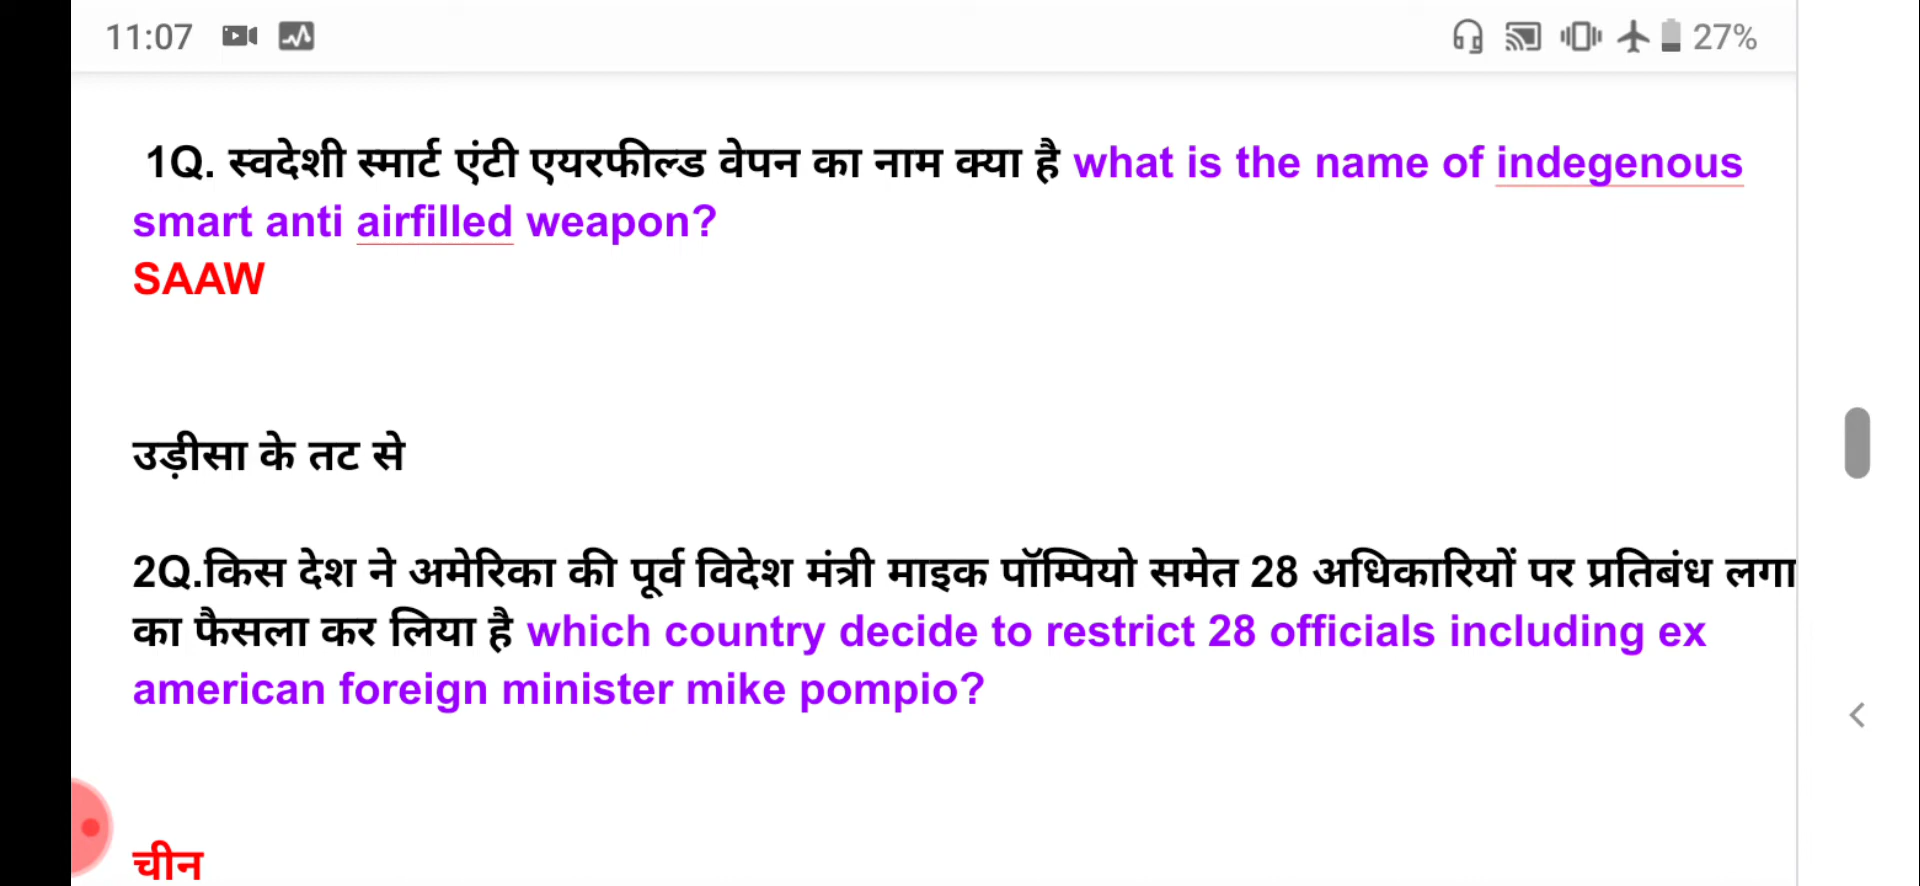 11:07 27%
1Q. स्वदेशी स्मार्ट एंटी एयरफील्ड वेपन का नाम क्या है what is the name of indegenous
smart anti airfilled weapon?
SAAW
उड़ीसा के तट से
2Q.किस देश ने अमेरिका की पूर्व विदेश मंत्री माइक पॉम्पियो समेत 28 अधिकारियों पर प्रतिबंध लगा
का फैसला कर लिया है which country decide to restrict 28 officials including ex
american foreign minister mike pompio?
चीन